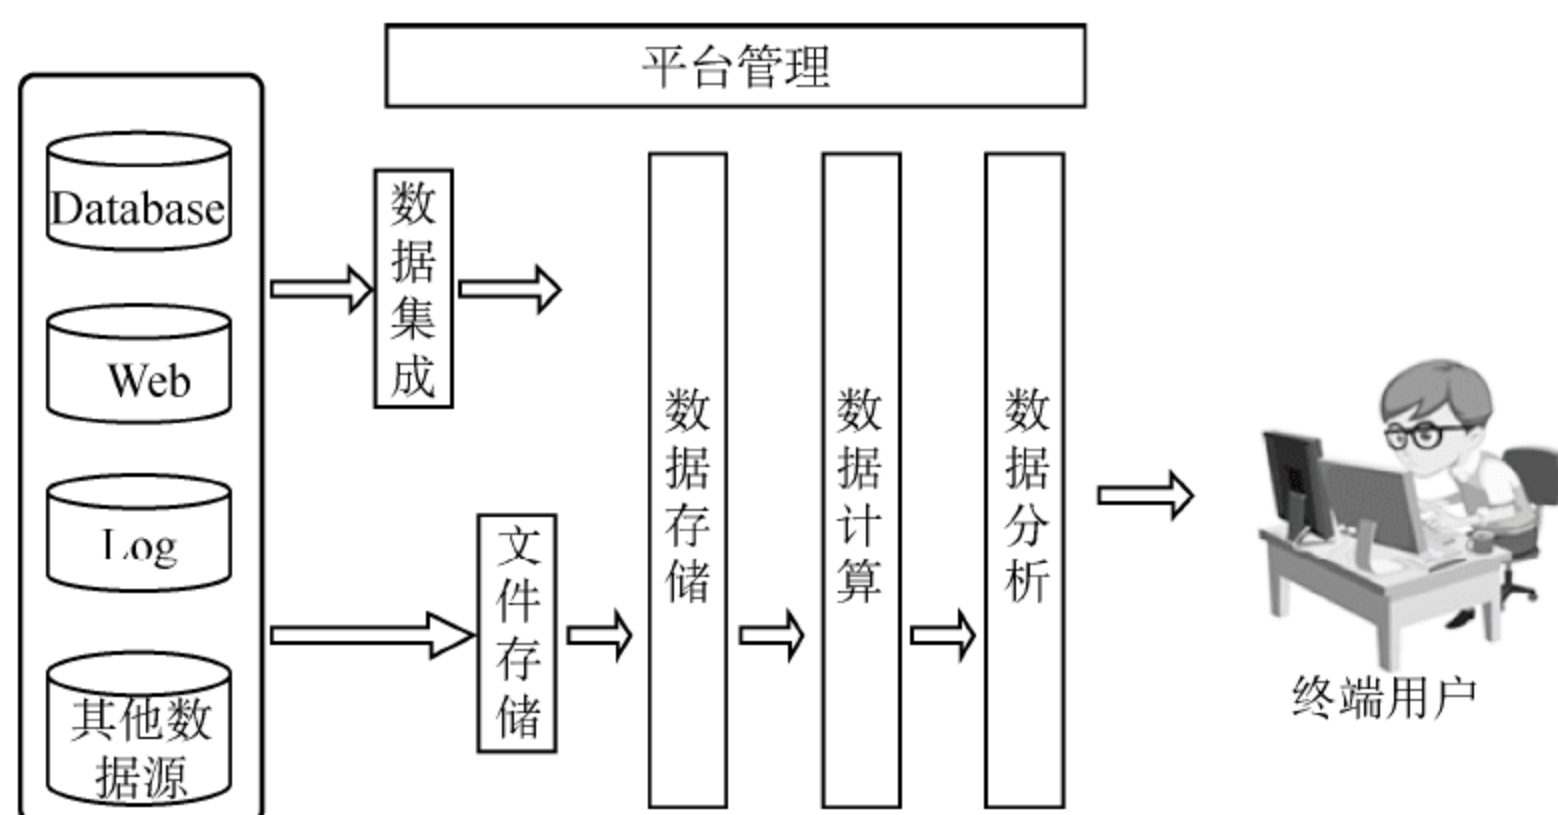 平台管理
Database
Web
Log
其他数
据源
数据集成
文件存储
数据存储
数据计算
数据分析
终端用户